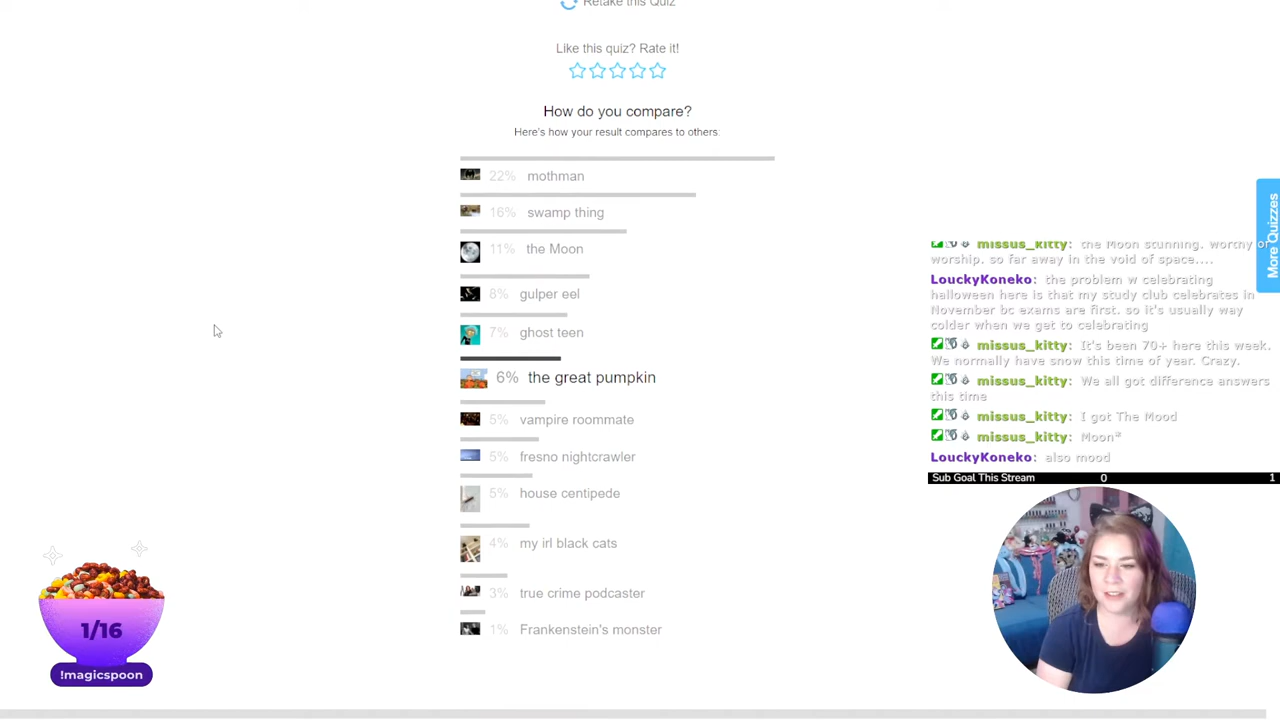 Retake this Quiz
Like this quiz? Rate it!
How do you compare?
Here's how your result compares to others.
22% mothman
16% swamp thing
11% the Moon
8% gulper eel
7% ghost teen
6% the great pumpkin
5% vampire roommate
5% fresno nightcrawler
5% house centipede
4% my irl black cats
3% true crime podcaster
1% Frankenstein's monster
More Quizzes
missus_kitty: the Moon stunning. worthy of
worship. so far away in the void of space....
LouckyKoneko: the problem w celebrating
halloween here is that my study club celebrates in
November bc exams are first. so it's usually way
colder when we get to celebrating
missus_kitty: It's been 70+ here this week.
We normally have snow this time of year. Crazy.
missus_kitty: We all got difference answers
this time
missus_kitty: I got The Mood
missus_kitty: Moon*
LouckyKoneko: also mood
Sub Goal This Stream 0 1
1/16
!magicspoon